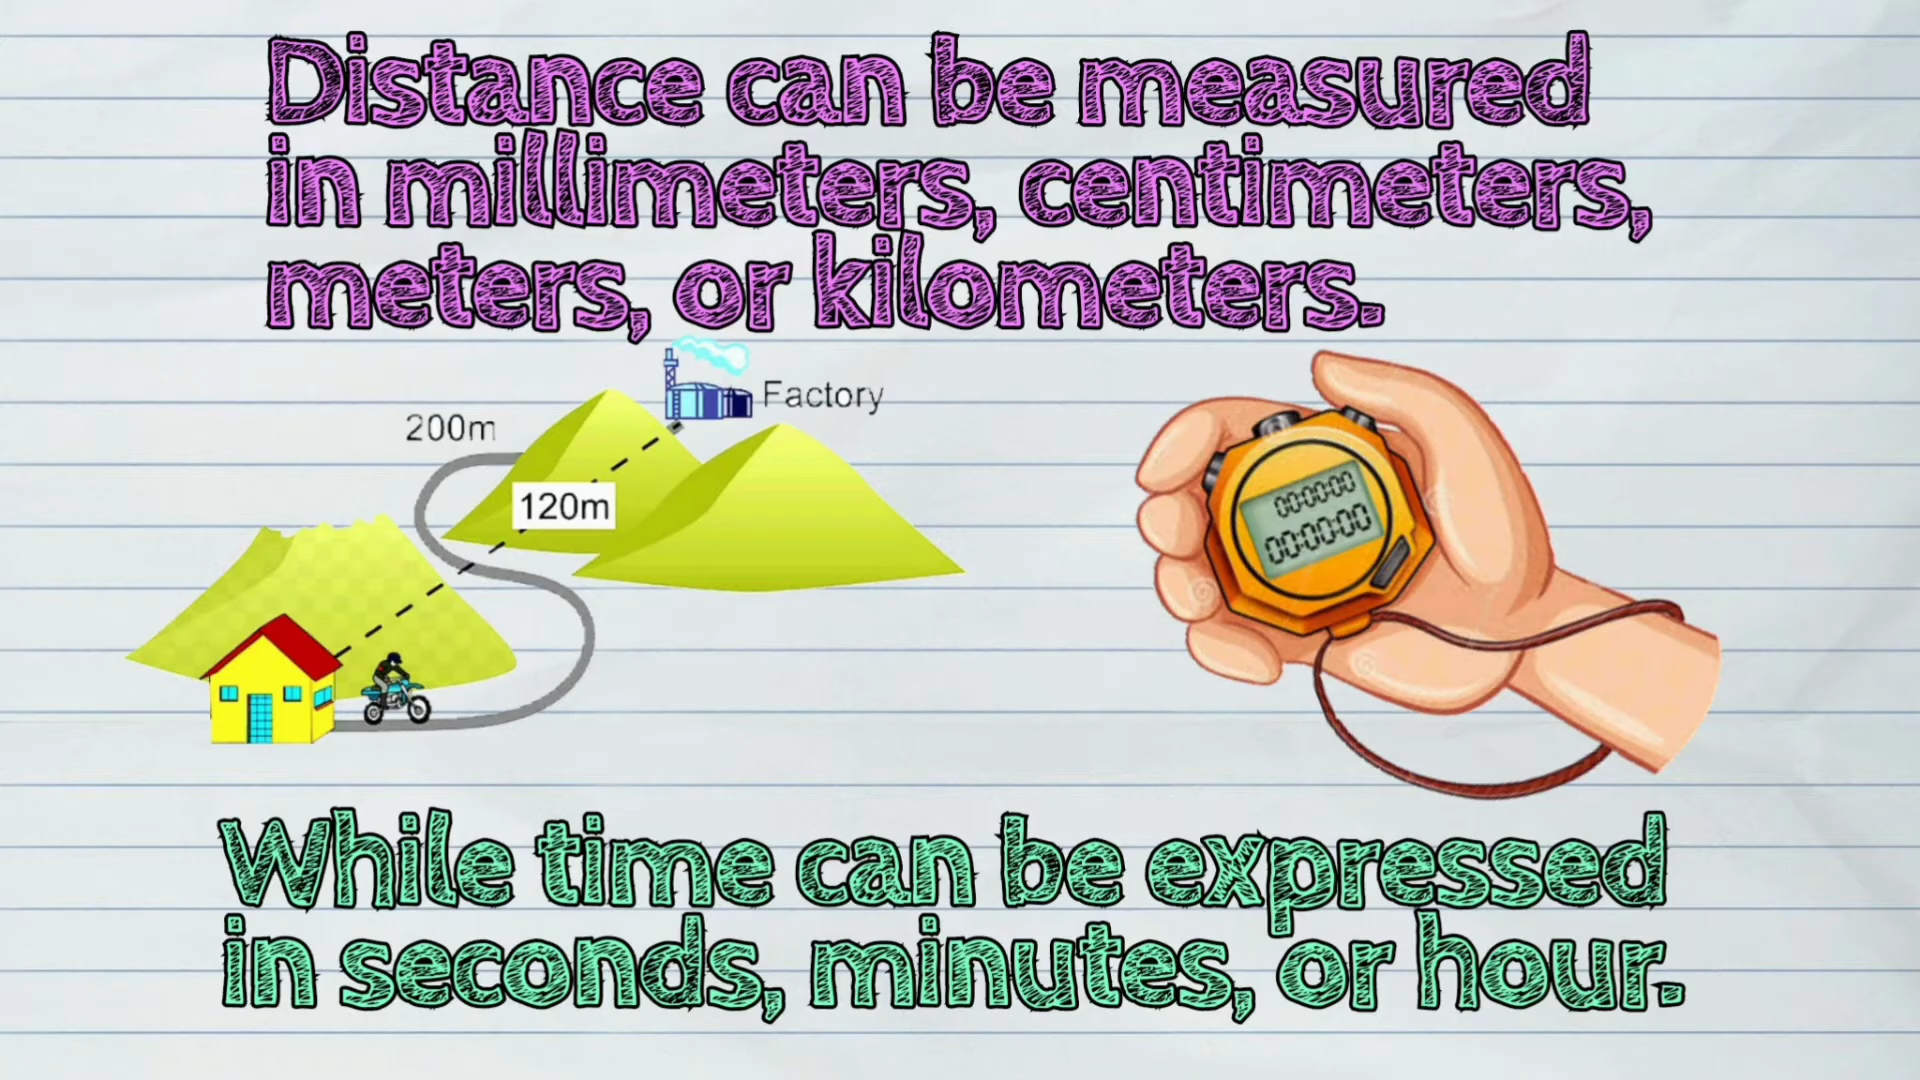 Distance can be measured
in millimeters, centimeters,
meters, or kilometers.
Factory
200m
120m
00:00:00
00:00:00
While time can be expressed
in seconds, minutes, or hour.